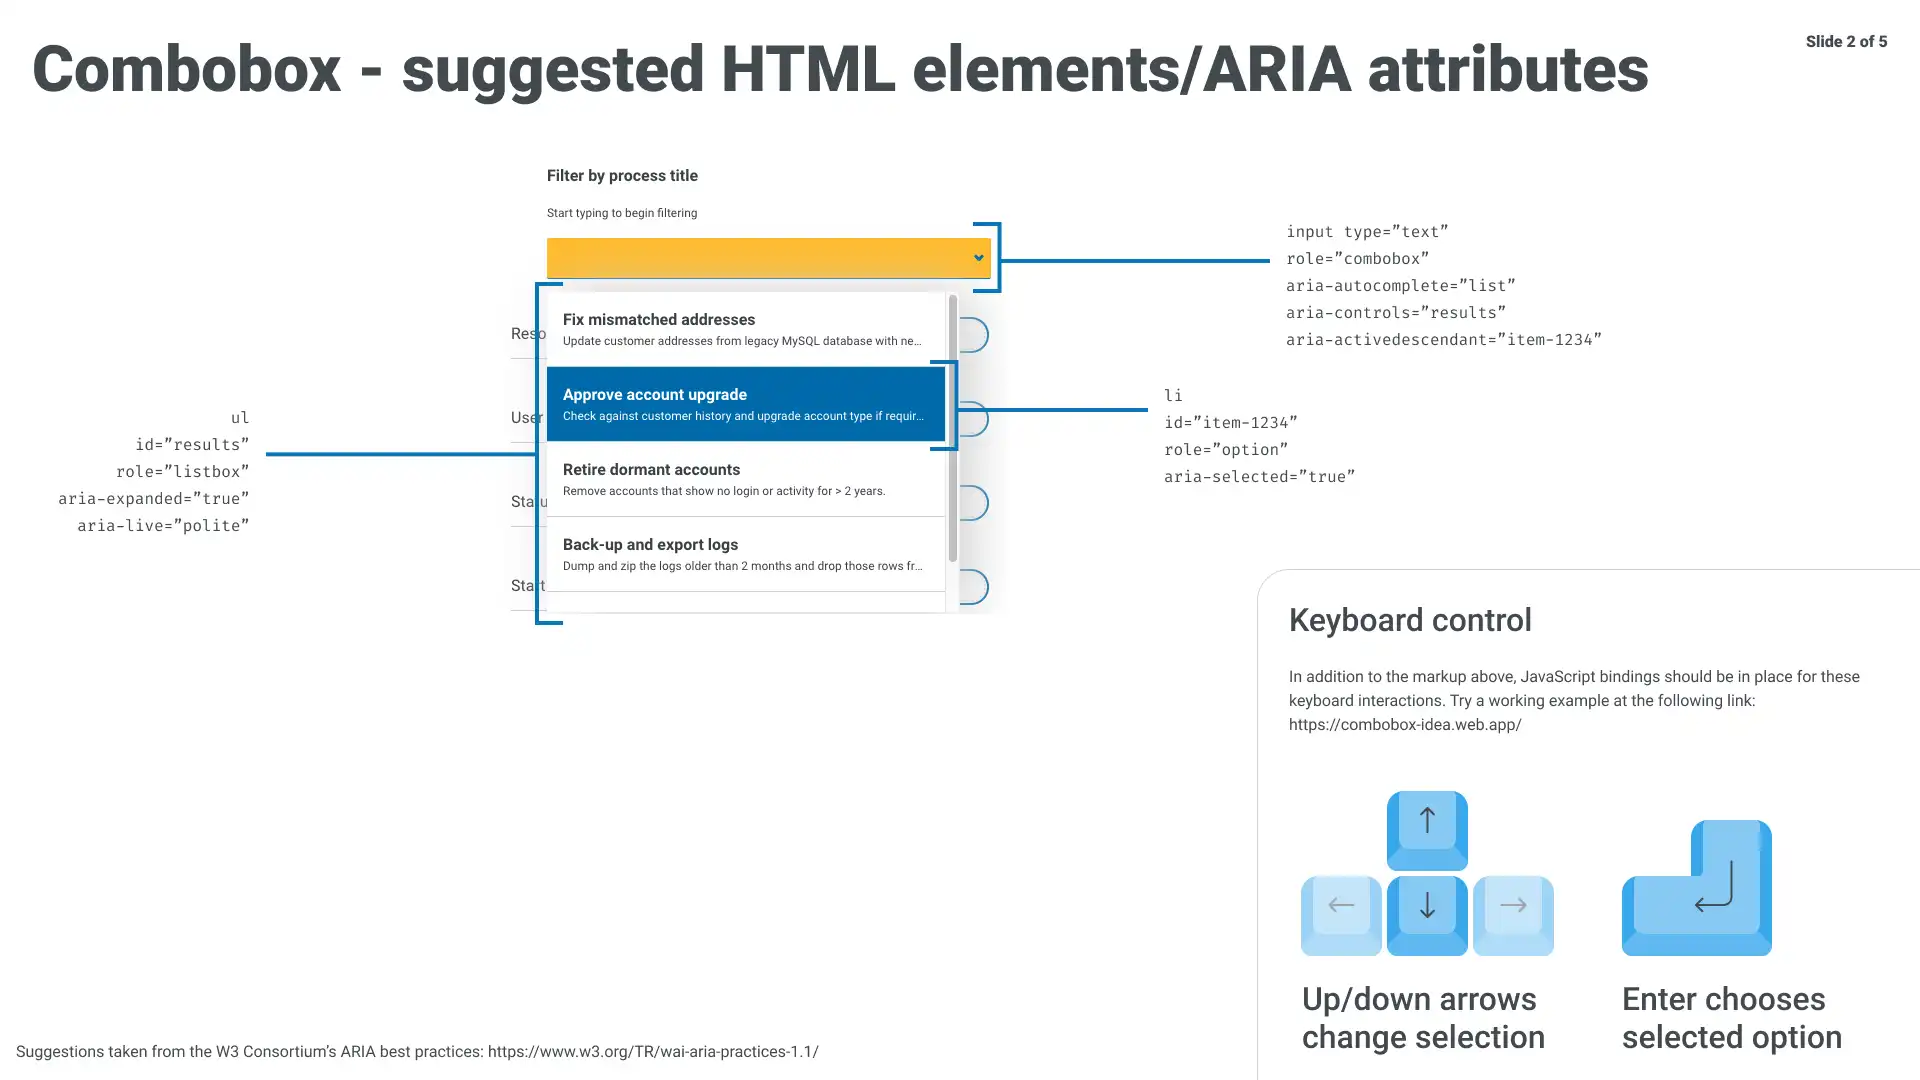 Combobox - suggested HTML elements/ARIA attributes
Slide 2 of 5
Filter by process title
Start typing to begin filtering
input type=”text”
role=”combobox”
aria-autocomplete=”list”
aria-controls=”results”
aria-activedescendant=”item-1234”
Fix mismatched addresses
Update customer addresses from legacy MySQL database with ne…
Reso
Approve account upgrade
Check against customer history and upgrade account type if requir…
User
li
id=”item-1234”
role=”option”
aria-selected=”true”
ul
id=”results”
role=”listbox”
aria-expanded=”true”
aria-live=”polite”
Retire dormant accounts
Remove accounts that show no login or activity for > 2 years.
Statu
Back-up and export logs
Dump and zip the logs older than 2 months and drop those rows fr…
Start
Keyboard control
In addition to the markup above, JavaScript bindings should be in place for these
keyboard interactions. Try a working example at the following link:
https://combobox-idea.web.app/
Up/down arrows
change selection
Enter chooses
selected option
Suggestions taken from the W3 Consortium’s ARIA best practices: https://www.w3.org/TR/wai-aria-practices-1.1/